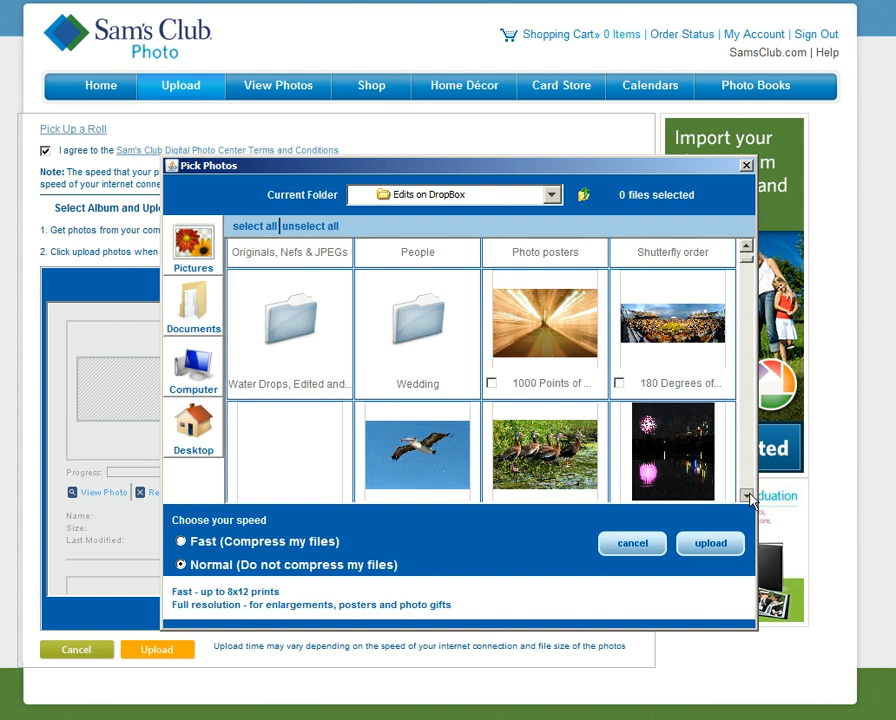 Sam's Club
Photo
Shopping Cart» 0 Items | Order Status | My Account | Sign Out
SamsClub.com | Help
Home Upload View Photos Shop Home Décor Card Store Calendars Photo Books
Pick Up a Roll
I agree to the Sam's Club Digital Photo Center Terms and Conditions
Note: The speed that your p
speed of your internet conne
Select Album and Uplo
1. Get photos from your com
2. Click upload photos when
Progress:
View Photo Re
Name:
Size:
Last Modified:
Pick Photos
Current Folder Edits on DropBox 0 files selected
select all unselect all
Pictures
Documents
Computer
Desktop
Originals, Nefs & JPEGs People Photo posters Shutterfly order
Water Drops, Edited and... Wedding 1000 Points of ... 180 Degrees of...
Choose your speed
Fast (Compress my files)
Normal (Do not compress my files)
cancel upload
Fast - up to 8x12 prints
Full resolution - for enlargements, posters and photo gifts
Cancel Upload Upload time may vary depending on the speed of your internet connection and file size of the photos
Import your
m
and
ted
duation